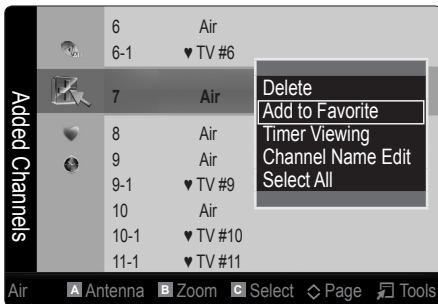 Added Channels
6 Air
6-1 ♥ TV #6
7 Air
8 Air
9 Air
9-1 ♥ TV #9
10 Air
10-1 ♥ TV #10
11-1 ♥ TV #11
Delete
Add to Favorite
Timer Viewing
Channel Name Edit
Select All
Air A Antenna B Zoom C Select Page Tools